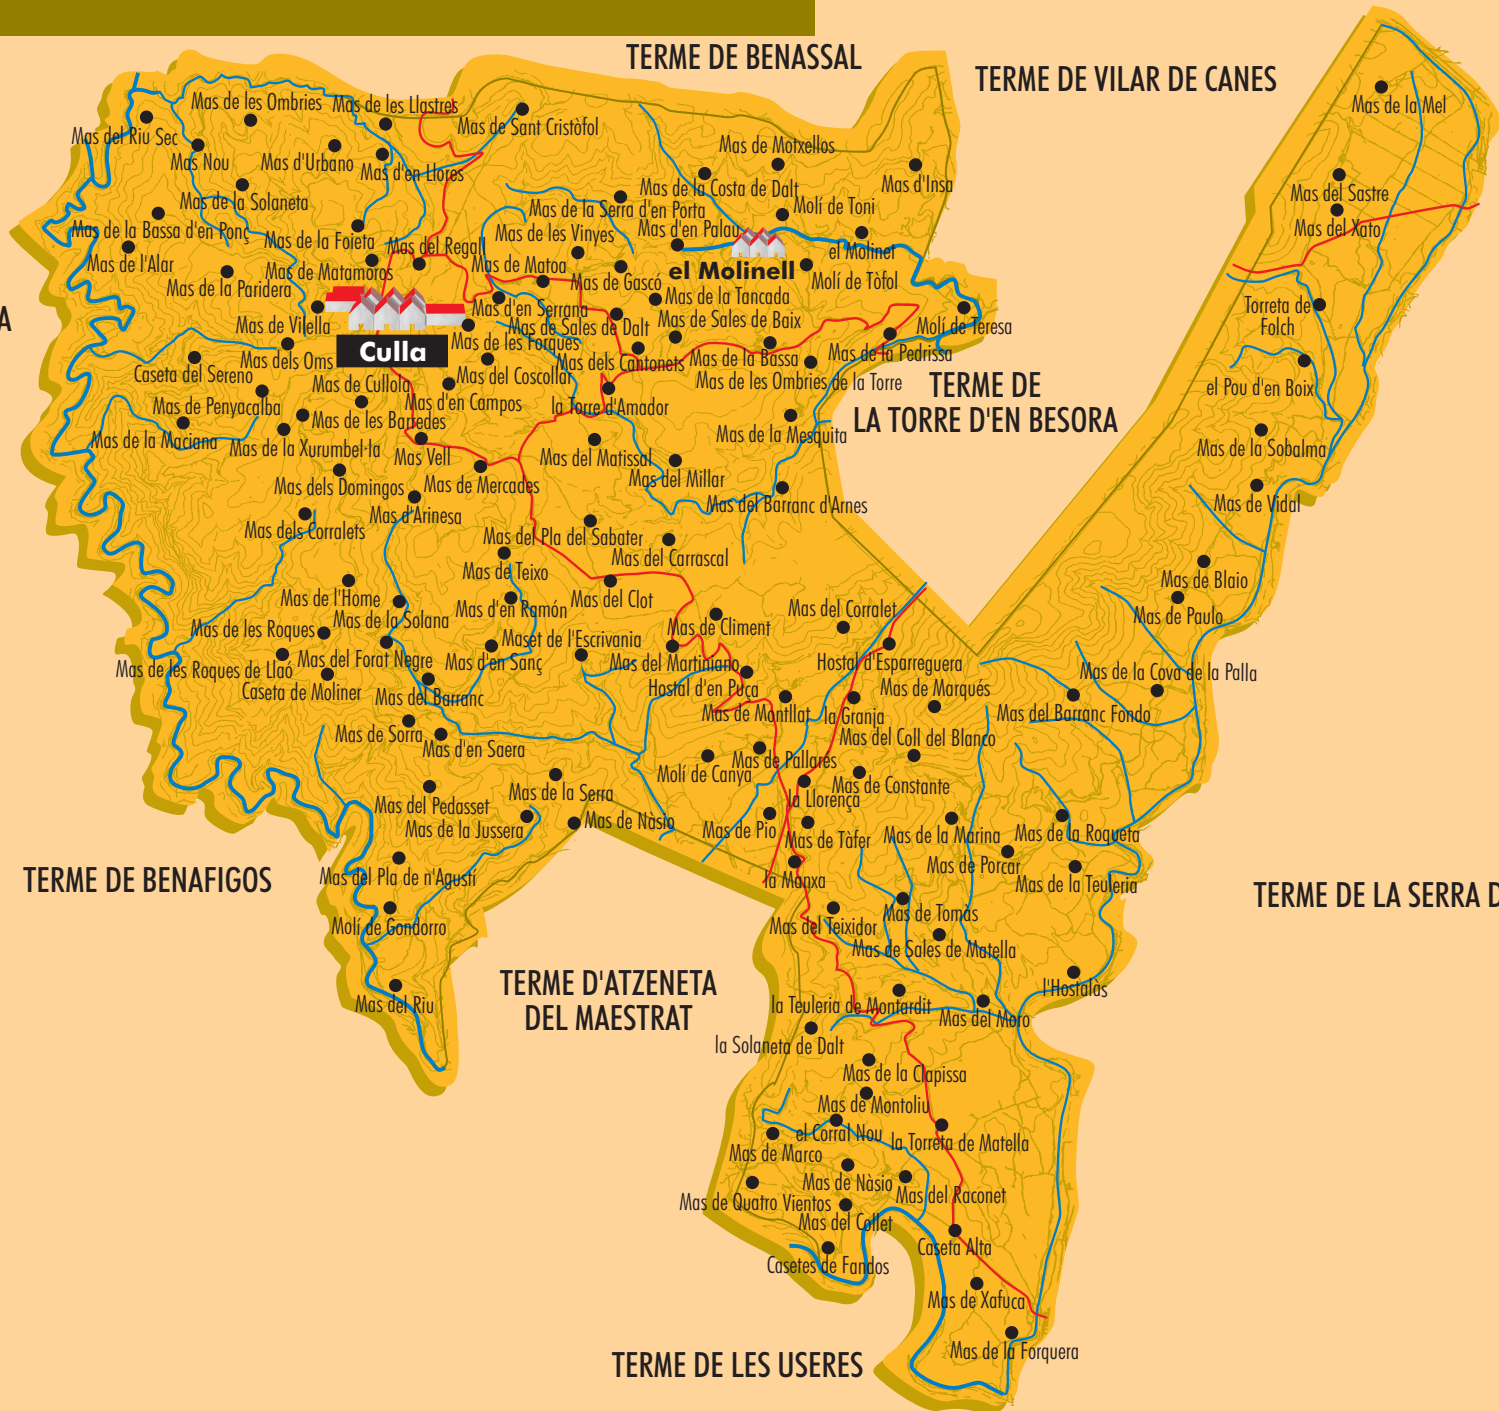 TERME DE BENASSAL
TERME DE VILAR DE CANES
Mas de la Mel
Mas de les Ombries
Mas de les Llastres
Mas de Sant Cristòfol
Mas del Riu Sec
Mas Nou
Mas d'Urbano
Mas d'en Llores
Mas de Motxellos
Mas d'Insa
Mas de la Solaneta
Mas de la Costa de Dalt
Mas del Sastre
Mas de la Serra d'en Porta
Molí de Toni
Mas de la Bassa d'en Ponç
Mas de la Foieta
Mas del Regall
Mas de les Vinyes
Mas d'en Palau
Mas del Xato
el Molinet
Mas de l'Alar
Mas de Matamoros
Mas de Matoa
el Molinell
Mas de la Paridera
Mas de Gascó
Molí de Tòfol
Mas de la Tancada
Mas d'en Serrana
Torreta de
Folch
A
Mas de Vilella
Mas de Sales de Dalt
Mas de Sales de Baix
Molí de Teresa
Culla
Mas de les Forques
Mas dels Oms
Mas dels Cantonets
Mas de la Bassa
Mas de la Pedrissa
Caseta del Sereno
Mas de Cullola
Mas del Coscollar
Mas de les Ombries de la Torre
TERME DE
LA TORRE D'EN BESORA
el Pou d'en Boix
Mas de Penyacalba
Mas d'en Campos
la Torre d'Amador
Mas de les Barredes
Mas de la Maciana
Mas de la Xurumbel·la
Mas Vell
Mas de la Mesquita
Mas de la Sobalma
Mas del Matissal
Mas dels Domingos
Mas de Mercades
Mas del Millar
Mas del Barranc d'Arnes
Mas de Vidal
Mas d'Arinesa
Mas dels Corralets
Mas del Pla del Sabater
Mas del Carrascal
Mas de Teixo
Mas de Blaio
Mas de l'Home
Mas d'en Ramón
Mas del Clot
Mas del Corralet
Mas de Paulo
Mas de les Roques
Mas de la Solana
Mas de Climent
Maset de l'Escrivania
Mas de les Roques de Llaó
Mas del Forat Negre
Mas d'en Sanç
Mas del Martiniano
Hostal d'Esparreguera
Mas de la Cova de la Palla
Caseta de Moliner
Mas del Barranc
Hostal d'en Puça
Mas de Marqués
Mas de Montllat
la Granja
Mas del Barranc Fondo
Mas de Sorra
Mas d'en Saera
Mas del Coll del Blanco
Molí de Canya
Mas de Pallarés
Mas de Constante
Mas de la Serra
la Llorença
Mas del Pedasset
Mas de la Jussera
Mas de Nàsio
Mas de Pio
Mas de Tàfer
Mas de la Marina
Mas de la Roqueta
Mas de Porcar
TERME DE BENAFIGOS
Mas del Pla de n'Agustí
la Manxa
Mas de la Teuleria
TERME DE LA SERRA D
Molí de Gondorro
Mas de Tomàs
Mas del Teixidor
Mas de Sales de Matella
TERME D'ATZENETA
DEL MAESTRAT
l'Hostalàs
Mas del Riu
la Teuleria de Montardit
Mas del Moro
la Solaneta de Dalt
Mas de la Clapissa
Mas de Montoliu
el Corral Nou
la Torreta de Matella
Mas de Marco
Mas de Nàsio
Mas del Raconet
Mas de Quatro Vientos
Mas del Collet
Caseta Alta
Casetes de Fandos
Mas de Xafuca
Mas de la Forquera
TERME DE LES USERES